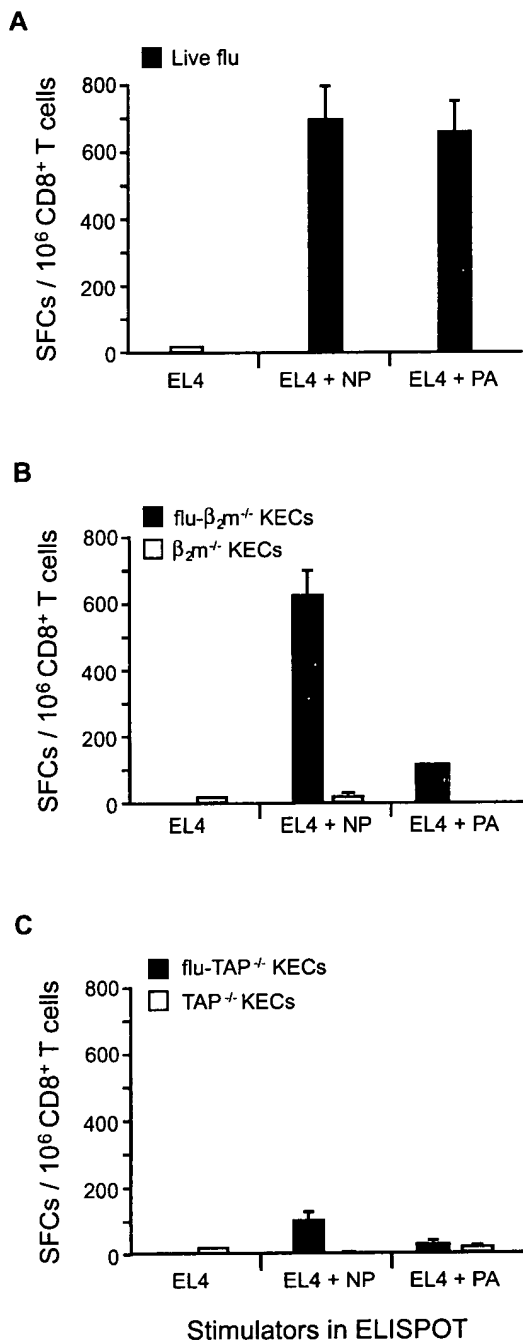 A
Live flu
SFCs / 10⁶ CD8⁺ T cells
800
600
400
200
0
EL4
EL4 + NP
EL4 + PA
B
flu-β₂m⁻/⁻ KECs
β₂m⁻/⁻ KECs
SFCs / 10⁶ CD8⁺ T cells
800
600
400
200
0
EL4
EL4 + NP
EL4 + PA
C
flu-TAP⁻/⁻ KECs
TAP⁻/⁻ KECs
SFCs / 10⁶ CD8⁺ T cells
800
600
400
200
0
EL4
EL4 + NP
EL4 + PA
Stimulators in ELISPOT